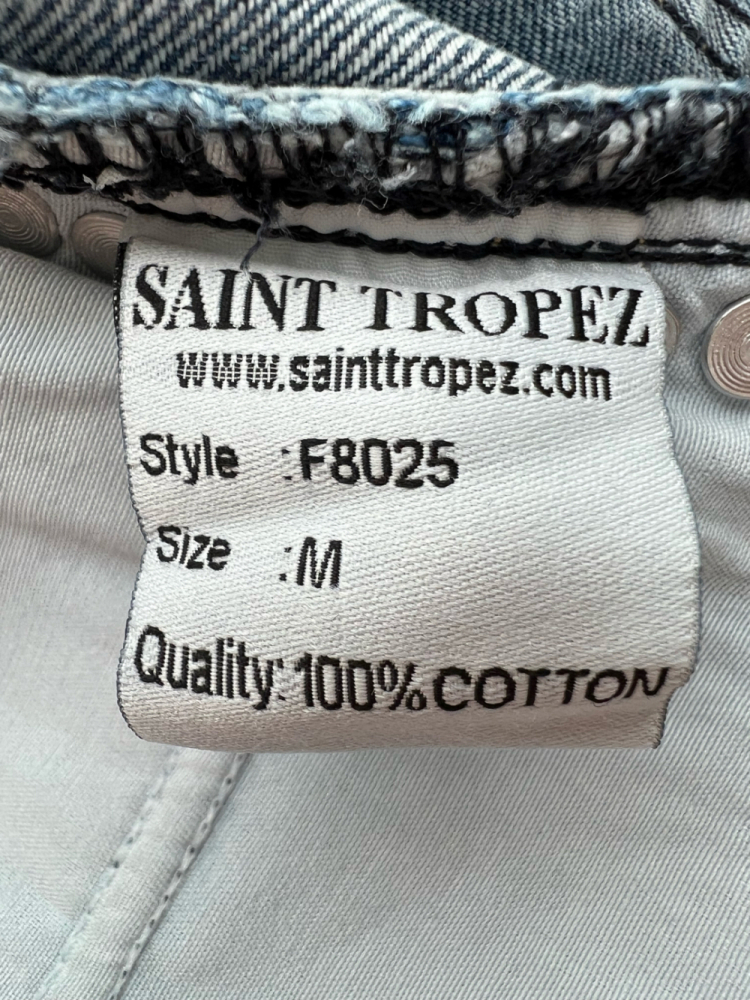 SAINT TROPEZ
www.sainttropez.com
Style :F8025
Size :M
Quality: 100% COTTON